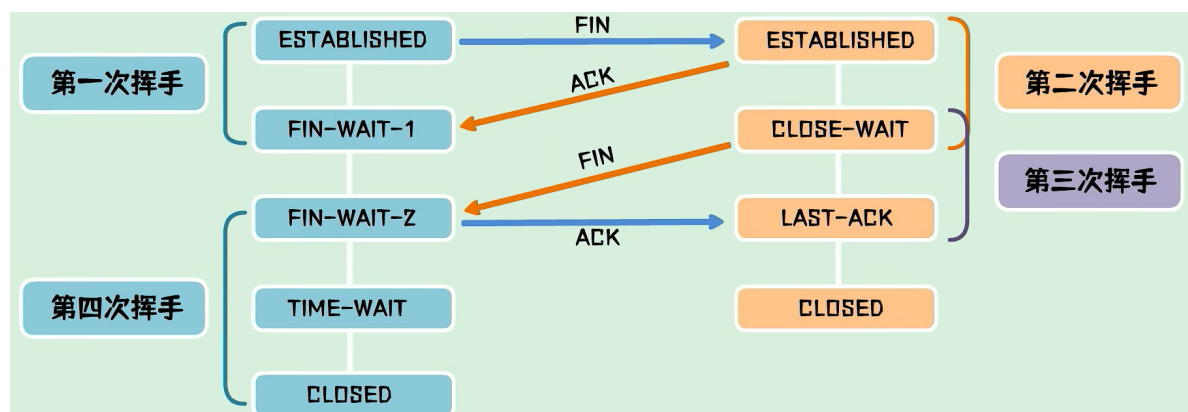 FIN
ESTABLISHED
ESTABLISHED
第一次挥手
ACK
第二次挥手
FIN-WAIT-1
CLOSE-WAIT
FIN
第三次挥手
FIN-WAIT-2
LAST-ACK
ACK
第四次挥手
TIME-WAIT
CLOSED
CLOSED